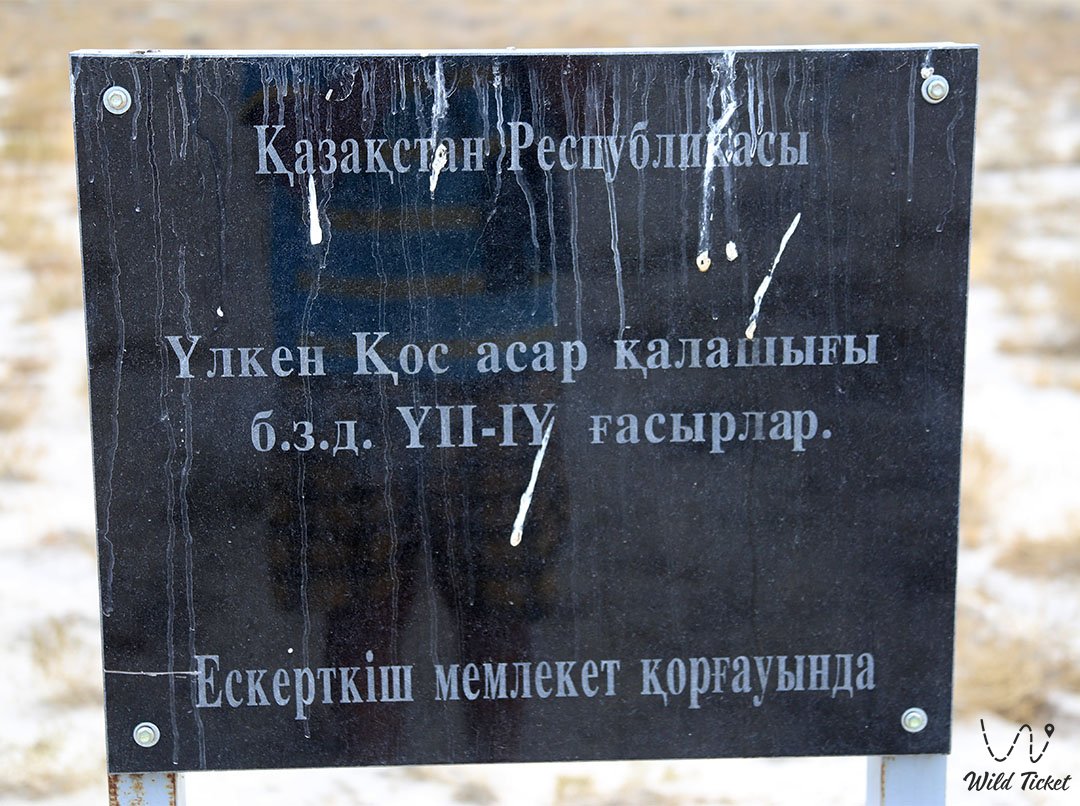 Қазақстан Республикасы
Үлкен Қос асар қалашығы
б.з.д. ҮІІ-ІҮ ғасырлар.
Ескерткіш мемлекет қорғауында
Wild Ticket